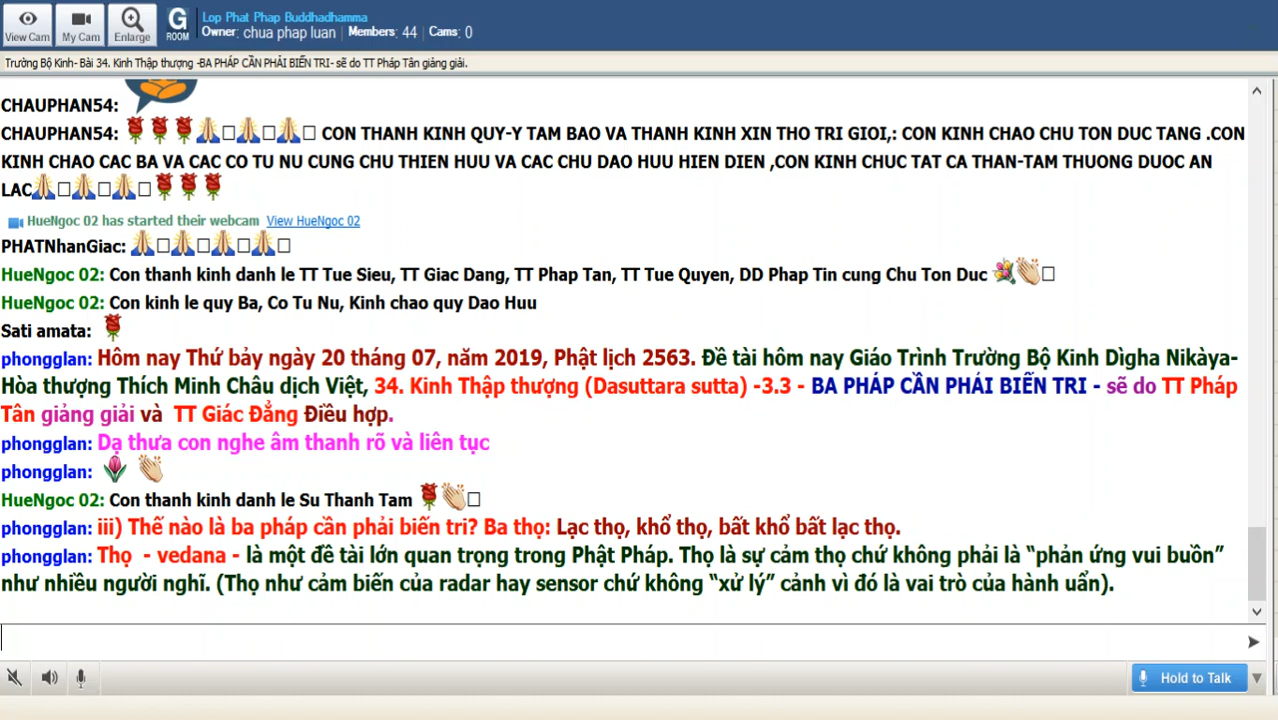 View Cam
My Cam
Enlarge
G
ROOM
Lop Phat Phap Buddhadhamma
Owner: chua phap luan | Members: 44 | Cams: 0
Trường Bộ Kinh- Bài 34. Kinh Thập thượng -BA PHÁP CẦN PHẢI BIẾN TRI- sẽ do TT Pháp Tân giảng giải.
CHAUPHAN54:
CHAUPHAN54: CON THANH KINH QUY-Y TAM BAO VA THANH KINH XIN THO TRI GIOI,: CON KINH CHAO CHU TON DUC TANG .CON
KINH CHAO CAC BA VA CAC CO TU NU CUNG CHU THIEN HUU VA CAC CHU DAO HUU HIEN DIEN ,CON KINH CHUC TAT CA THAN-TAM THUONG DUOC AN
LAC
HueNgoc 02 has started their webcam View HueNgoc 02
PHATNhanGiac:
HueNgoc 02: Con thanh kinh danh le TT Tue Sieu, TT Giac Dang, TT Phap Tan, TT Tue Quyen, DD Phap Tin cung Chu Ton Duc
HueNgoc 02: Con kinh le quy Ba, Co Tu Nu, Kinh chao quy Dao Huu
Sati amata:
phongglan: Hôm nay Thứ bảy ngày 20 tháng 07, năm 2019, Phật lịch 2563. Đề tài hôm nay Giáo Trình Trường Bộ Kinh Dìgha Nikàya-
Hòa thượng Thích Minh Châu dịch Việt, 34. Kinh Thập thượng (Dasuttara sutta) -3.3 - BA PHÁP CẦN PHẢI BIẾN TRI - sẽ do TT Pháp
Tân giảng giải và TT Giác Đẳng Điều hợp.
phongglan: Dạ thưa con nghe âm thanh rõ và liên tục
phongglan:
HueNgoc 02: Con thanh kinh danh le Su Thanh Tam
phongglan: iii) Thế nào là ba pháp cần phải biến tri? Ba thọ: Lạc thọ, khổ thọ, bất khổ bất lạc thọ.
phongglan: Thọ - vedana - là một đề tài lớn quan trọng trong Phật Pháp. Thọ là sự cảm thọ chứ không phải là “phản ứng vui buồn”
như nhiều người nghĩ. (Thọ như cảm biến của radar hay sensor chứ không “xử lý” cảnh vì đó là vai trò của hành uẩn).
Hold to Talk